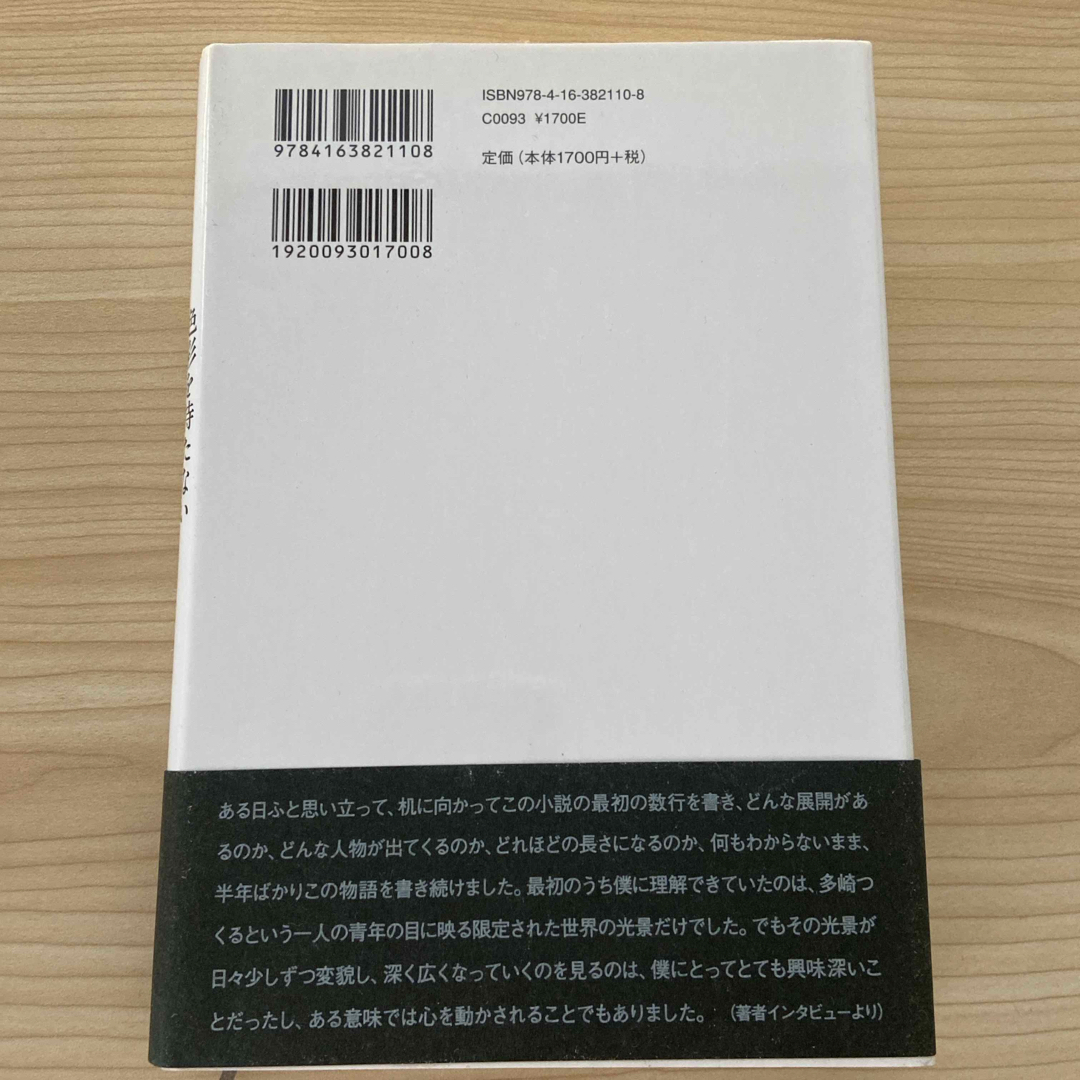 ISBN978-4-16-382110-8
C0093 ¥1700E
定価(本体1700円+税)
9784163821108
1920093017008
色彩を持たない
ある日ふと思い立って、机に向かってこの小説の最初の数行を書き、どんな展開があ
るのか、どんな人物が出てくるのか、どれほどの長さになるのか、何もわからないまま、
半年ばかりこの物語を書き続けました。最初のうち僕に理解できていたのは、多崎つ
くるという一人の青年の目に映る限定された世界の光景だけでした。でもその光景が
日々少しずつ変貌し、深く広くなっていくのを見るのは、僕にとってとても興味深いこ
とだったし、ある意味では心を動かされることでもありました。 (著者インタビューより)